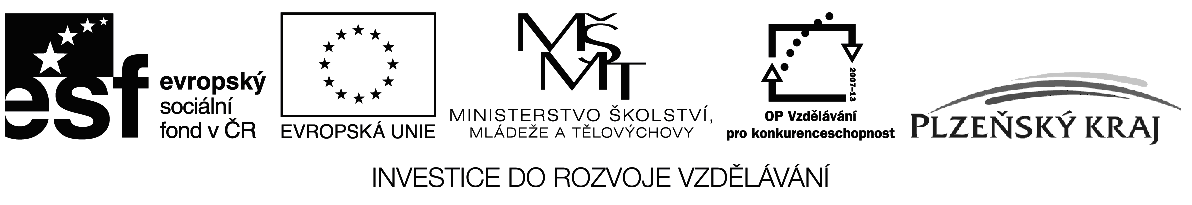 esf
evropský
sociální
fond v ČR
EVROPSKÁ UNIE
MŠMT
MINISTERSTVO ŠKOLSTVÍ,
MLÁDEŽE A TĚLOVÝCHOVY
2007-13
OP Vzdělávání
pro konkurenceschopnost
PLZEŇSKÝ KRAJ
INVESTICE DO ROZVOJE VZDĚLÁVÁNÍ